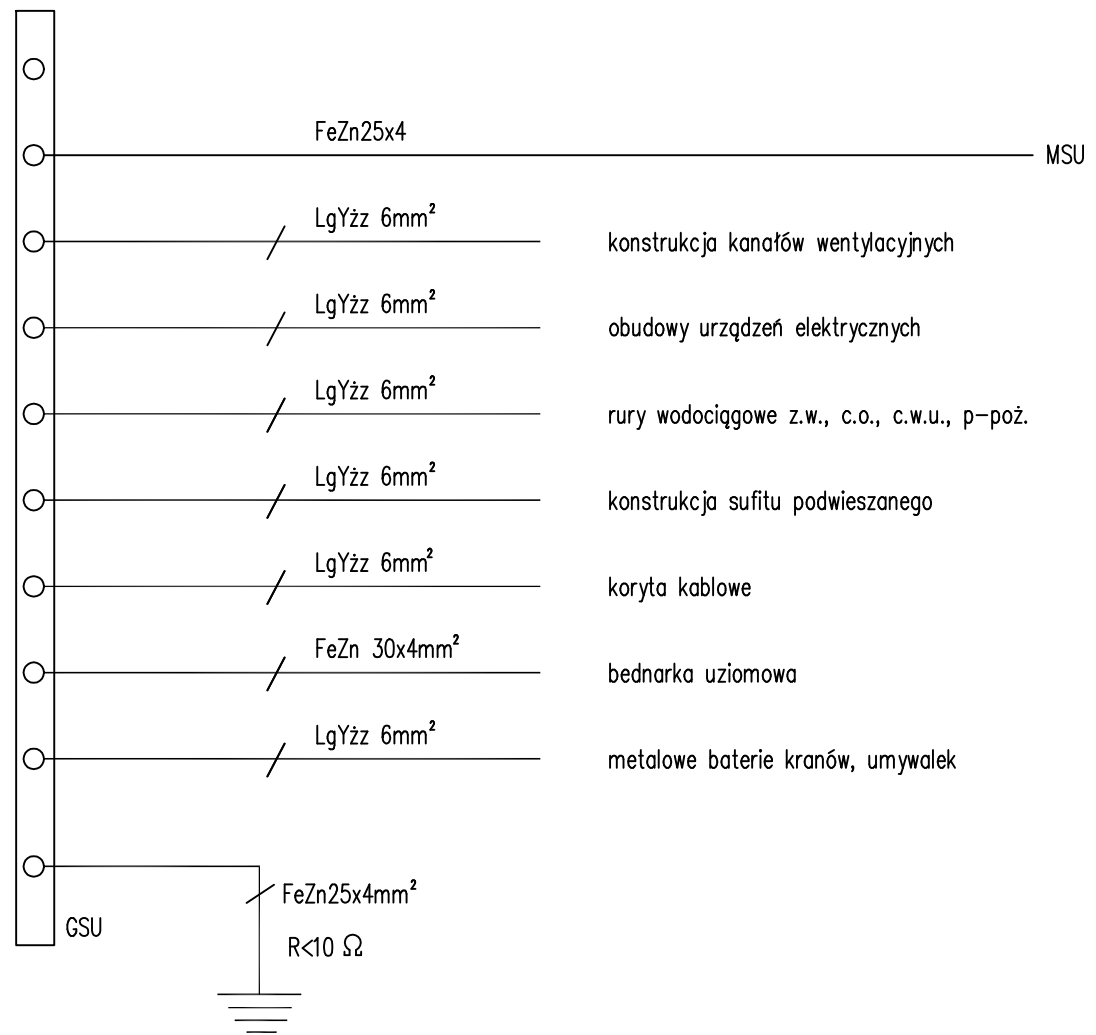 FeZn25x4
MSU
LgYżz 6mm²
konstrukcja kanałów wentylacyjnych
LgYżz 6mm²
obudowy urządzeń elektrycznych
LgYżz 6mm²
rury wodociągowe z.w., c.o., c.w.u., p-poż.
LgYżz 6mm²
konstrukcja sufitu podwieszanego
LgYżz 6mm²
koryta kablowe
FeZn 30x4mm²
bednarka uziomowa
LgYżz 6mm²
metalowe baterie kranów, umywalek
FeZn25x4mm²
GSU
R<10 Ω